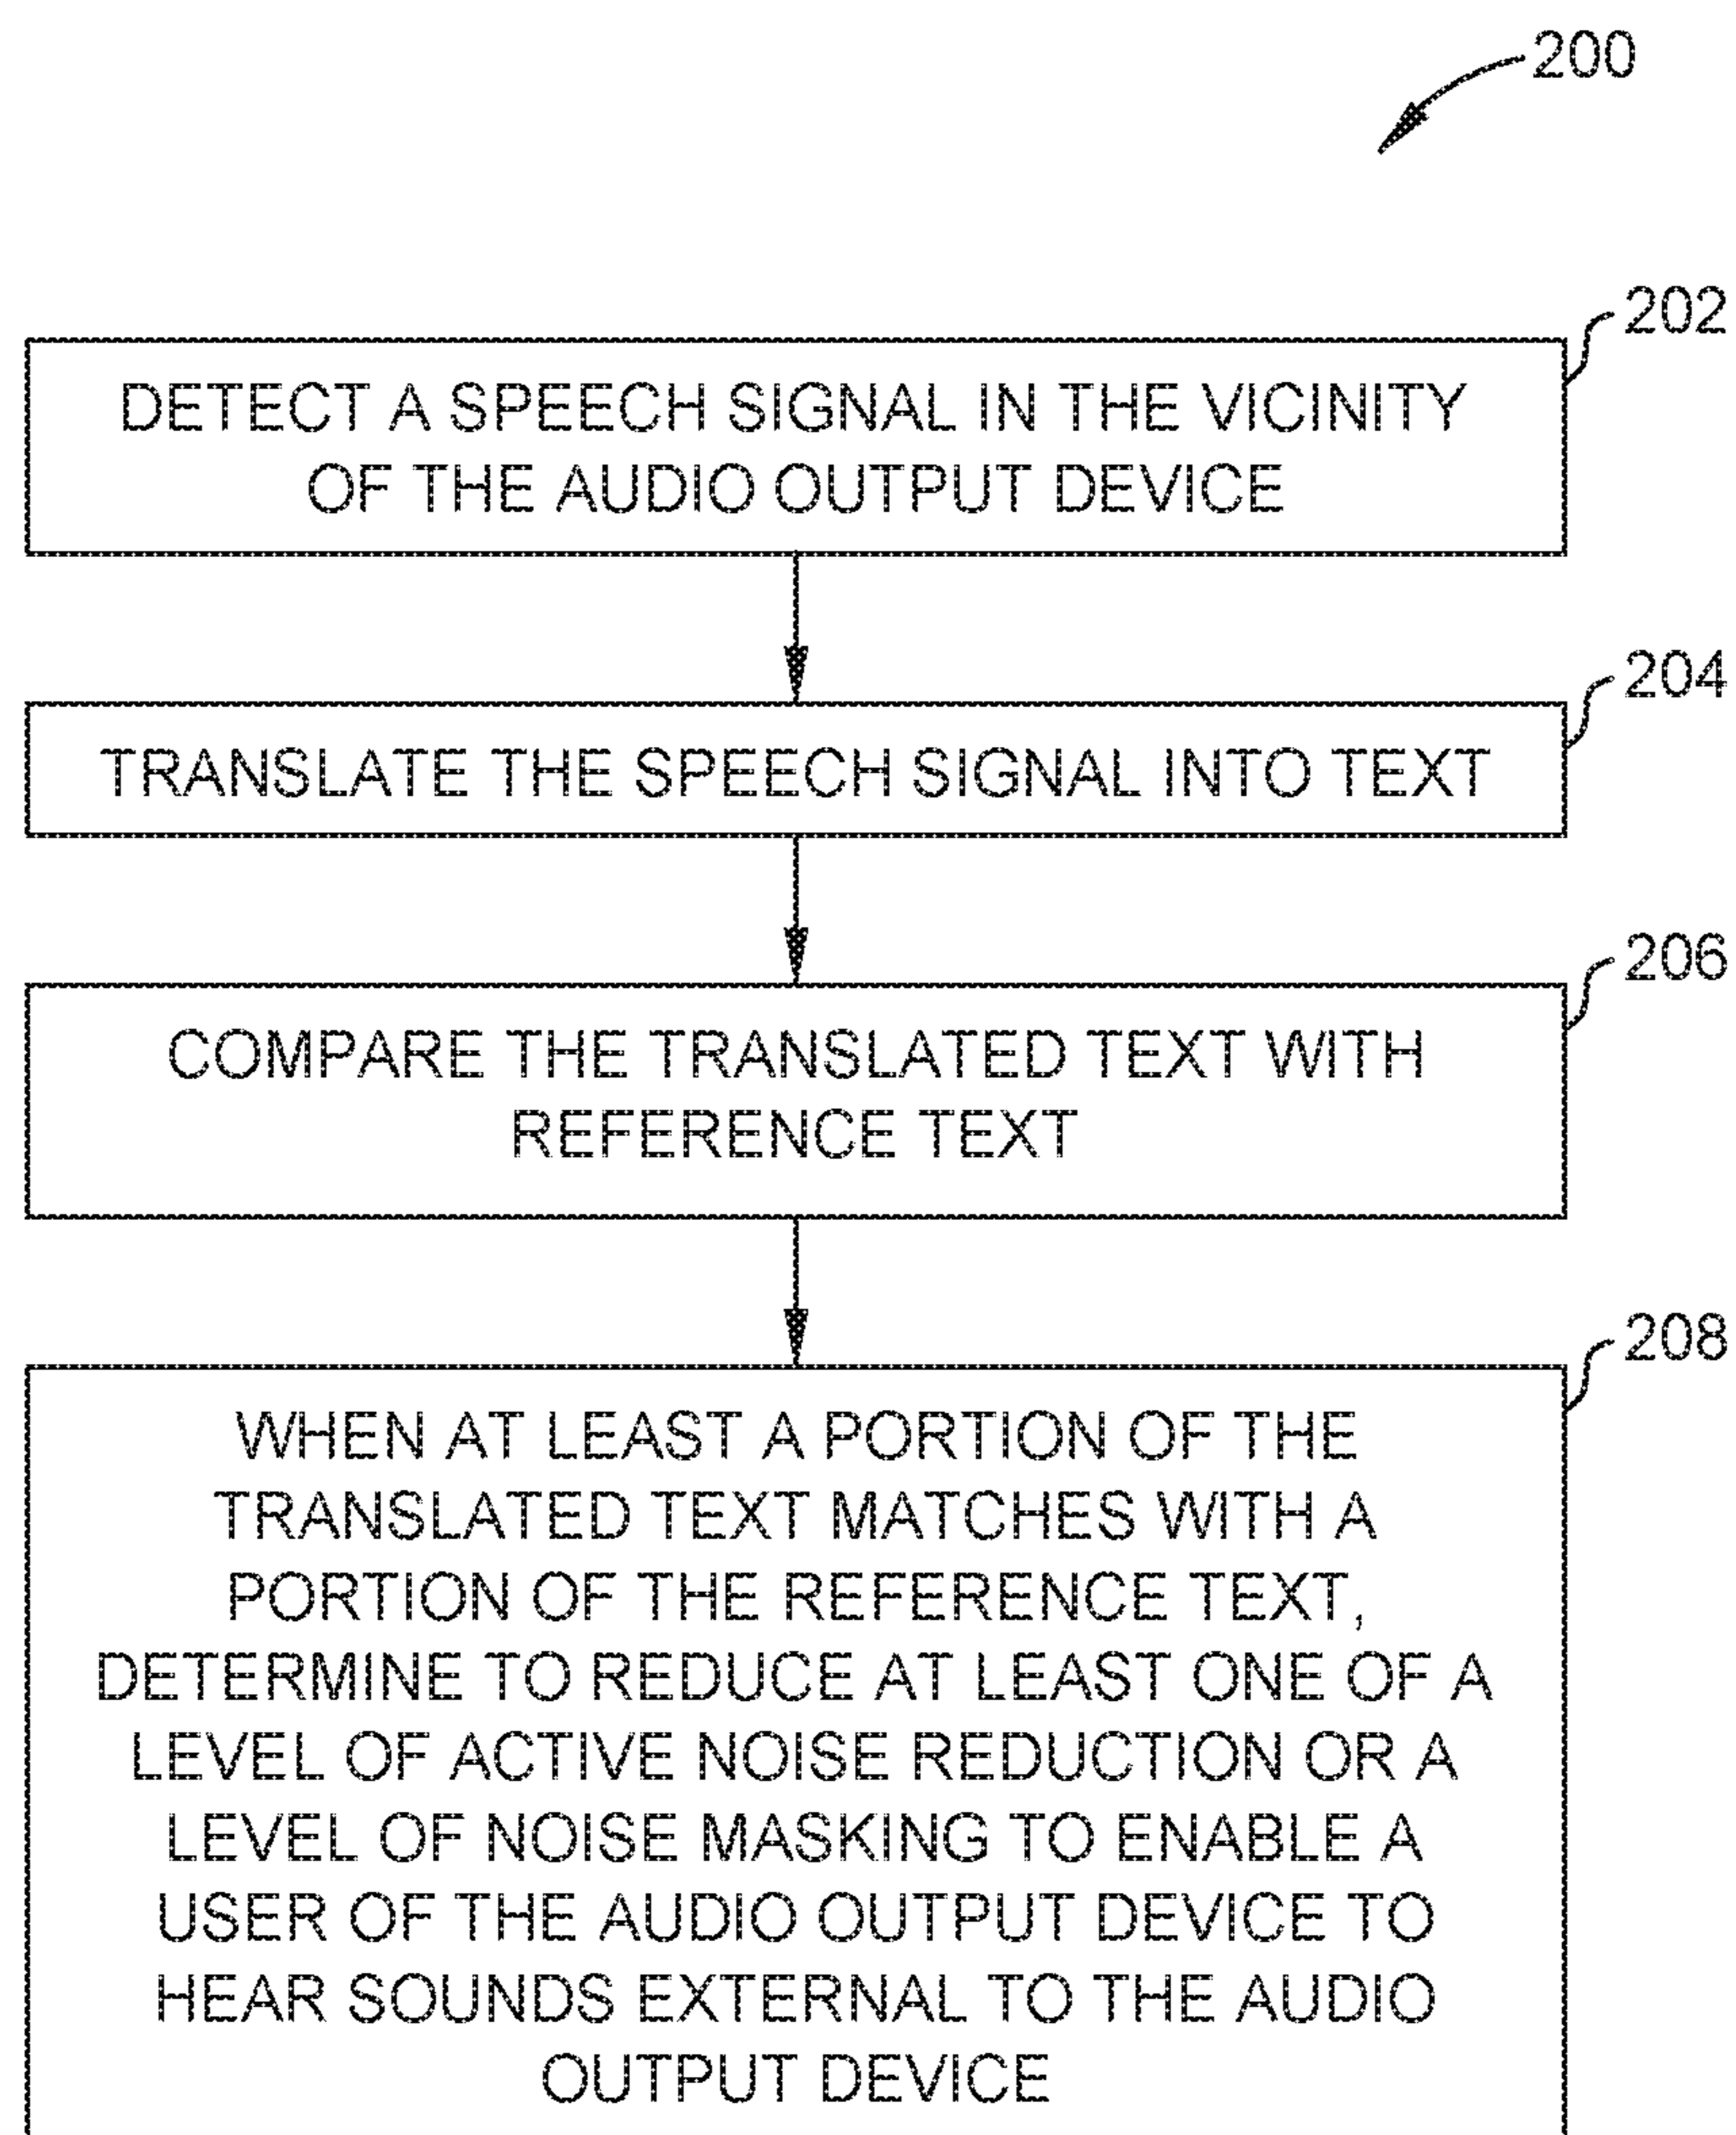 200
202
DETECT A SPEECH SIGNAL IN THE VICINITY
OF THE AUDIO OUTPUT DEVICE
204
TRANSLATE THE SPEECH SIGNAL INTO TEXT
206
COMPARE THE TRANSLATED TEXT WITH
REFERENCE TEXT
208
WHEN AT LEAST A PORTION OF THE
TRANSLATED TEXT MATCHES WITH A
PORTION OF THE REFERENCE TEXT,
DETERMINE TO REDUCE AT LEAST ONE OF A
LEVEL OF ACTIVE NOISE REDUCTION OR A
LEVEL OF NOISE MASKING TO ENABLE A
USER OF THE AUDIO OUTPUT DEVICE TO
HEAR SOUNDS EXTERNAL TO THE AUDIO
OUTPUT DEVICE